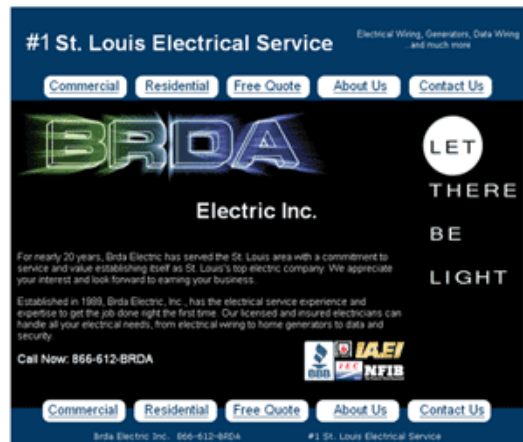 #1 St. Louis Electrical Service
Electrical Wiring, Generators, Data Wiring
...and much more
Commercial Residential Free Quote About Us Contact Us
BRDA
Electric Inc.
LET
THERE
BE
LIGHT
For nearly 20 years, Brda Electric has served the St. Louis area with a commitment to
service and value establishing itself as St. Louis's top electric company. We appreciate
your interest and look forward to earning your business.
Established in 1989, Brda Electric, Inc., has the electrical service experience and
expertise to get the job done right the first time. Our licensed and insured electricians can
handle all your electrical needs, from electrical wiring to home generators to data and
security.
Call Now: 866-612-BRDA
BBB
IAEI
IEC
NFIB
Commercial Residential Free Quote About Us Contact Us
Brda Electric Inc. 866-612-BRDA #1 St. Louis Electrical Service